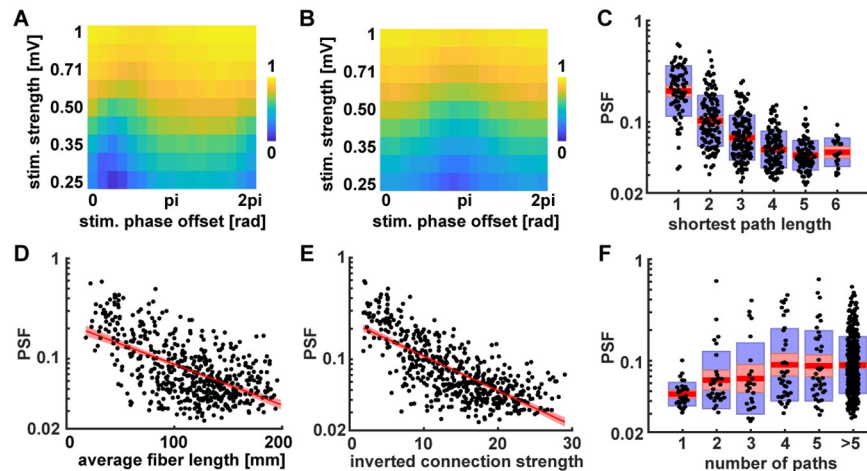 A
stim. strength [mV]
1
0.71
0.50
0.35
0.25
0
pi
2pi
stim. phase offset [rad]
1
0
B
stim. strength [mV]
1
0.71
0.50
0.35
0.25
0
pi
2pi
stim. phase offset [rad]
1
0
C
PSF
1
0.1
0.02
1 2 3 4 5 6
shortest path length
D
PSF
1
0.1
0.02
0 100 200
average fiber length [mm]
E
1
0.1
0.02
0 10 20 30
inverted connection strength
F
PSF
1
0.1
0.02
1 2 3 4 5 >5
number of paths